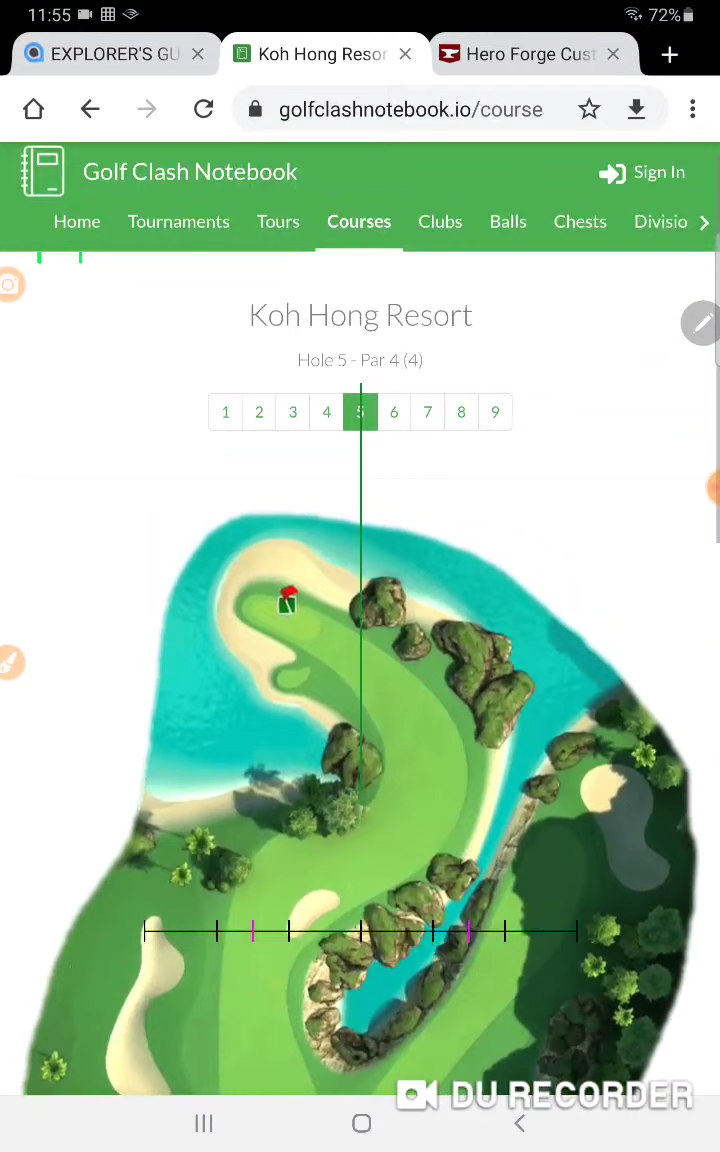 11:55 72%
EXPLORER'S GU Koh Hong Resor Hero Forge Cust
golfclashnotebook.io/course
Golf Clash Notebook Sign In
Home Tournaments Tours Courses Clubs Balls Chests Divisio
Koh Hong Resort
Hole 5 - Par 4 (4)
1 2 3 4 5 6 7 8 9
DU RECORDER